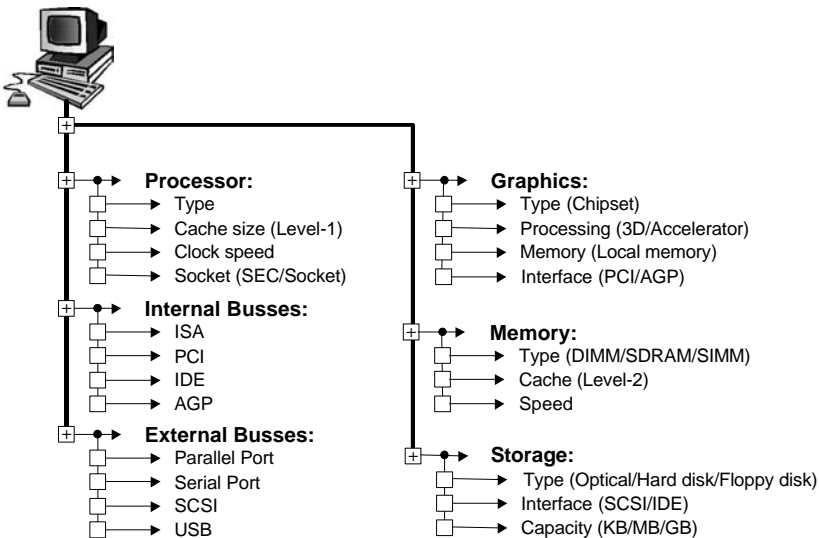 Processor:
Type
Cache size (Level-1)
Clock speed
Socket (SEC/Socket)
Internal Busses:
ISA
PCI
IDE
AGP
External Busses:
Parallel Port
Serial Port
SCSI
USB
Graphics:
Type (Chipset)
Processing (3D/Accelerator)
Memory (Local memory)
Interface (PCI/AGP)
Memory:
Type (DIMM/SDRAM/SIMM)
Cache (Level-2)
Speed
Storage:
Type (Optical/Hard disk/Floppy disk)
Interface (SCSI/IDE)
Capacity (KB/MB/GB)